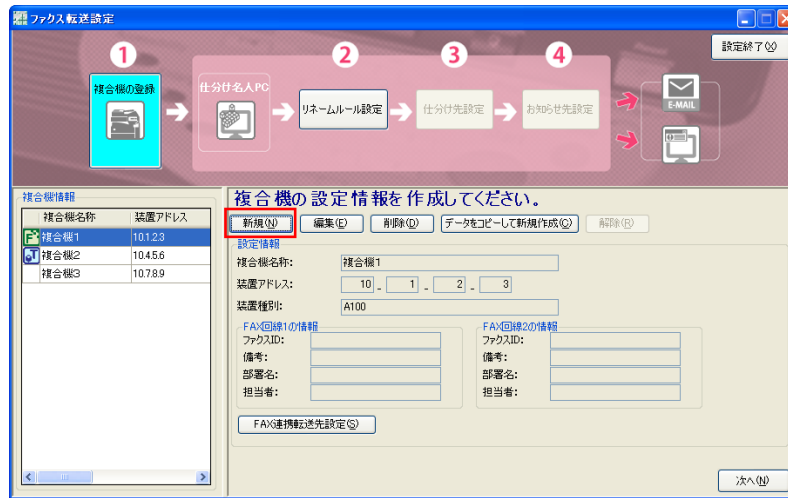 ファクス転送設定
設定終了(X)
1
2
3
4
複合機の登録
仕分け名人PC
リネームルール設定
仕分け先設定
お知らせ先設定
E-MAIL
複合機情報
複合機名称 装置アドレス
複合機1 10.1.2.3
複合機2 10.4.5.6
複合機3 10.7.8.9
複合機の設定情報を作成してください。
新規(N) 編集(E) 削除(D) データをコピーして新規作成(C) 解除(R)
設定情報
複合機名称: 複合機1
装置アドレス: 10 . 1 . 2 . 3
装置種別: A100
FAX回線1の情報
ファクスID:
備考:
部署名:
担当者:
FAX回線2の情報
ファクスID:
備考:
部署名:
担当者:
FAX連携転送先設定(S)
次へ(N)